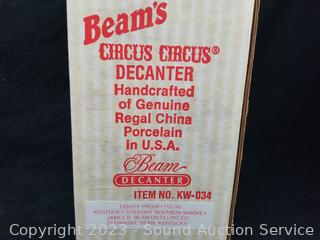 Beam's
CIRCUS CIRCUS®
DECANTER
Handcrafted
of Genuine
Regal China
Porcelain
in U.S.A.
Beam
DECANTER
ITEM NO. KW-034
EIGHTY PROOF • 750 ml
KENTUCKY STRAIGHT BOURBON WHISKEY
JAMES B. BEAM DISTILLING CO.
CLERMONT, BEAM, KENTUCKY
Copyright 2023 - Sound Auction Service